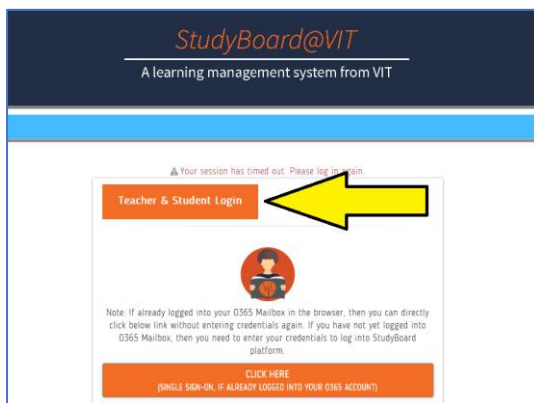 StudyBoard@VIT
A learning management system from VIT
Your session has timed out. Please log in again.
Teacher & Student Login
Note: If already logged into your O365 Mailbox in the browser, then you can directly
click below link without entering credentials again. If you have not yet logged into
O365 Mailbox, then you need to enter your credentials to log into StudyBoard
platform.
CLICK HERE
(SINGLE SIGN-ON, IF ALREADY LOGGED INTO YOUR O365 ACCOUNT)